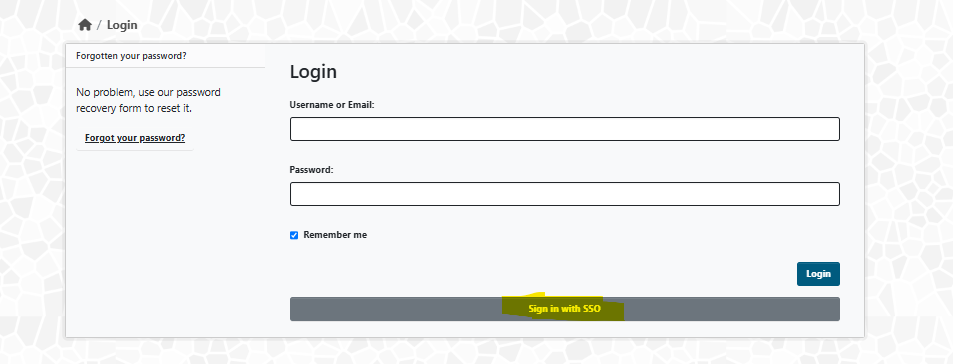 / Login
Forgotten your password?
No problem, use our password
recovery form to reset it.
Forgot your password?
Login
Username or Email:
Password:
Remember me
Login
Sign in with SSO